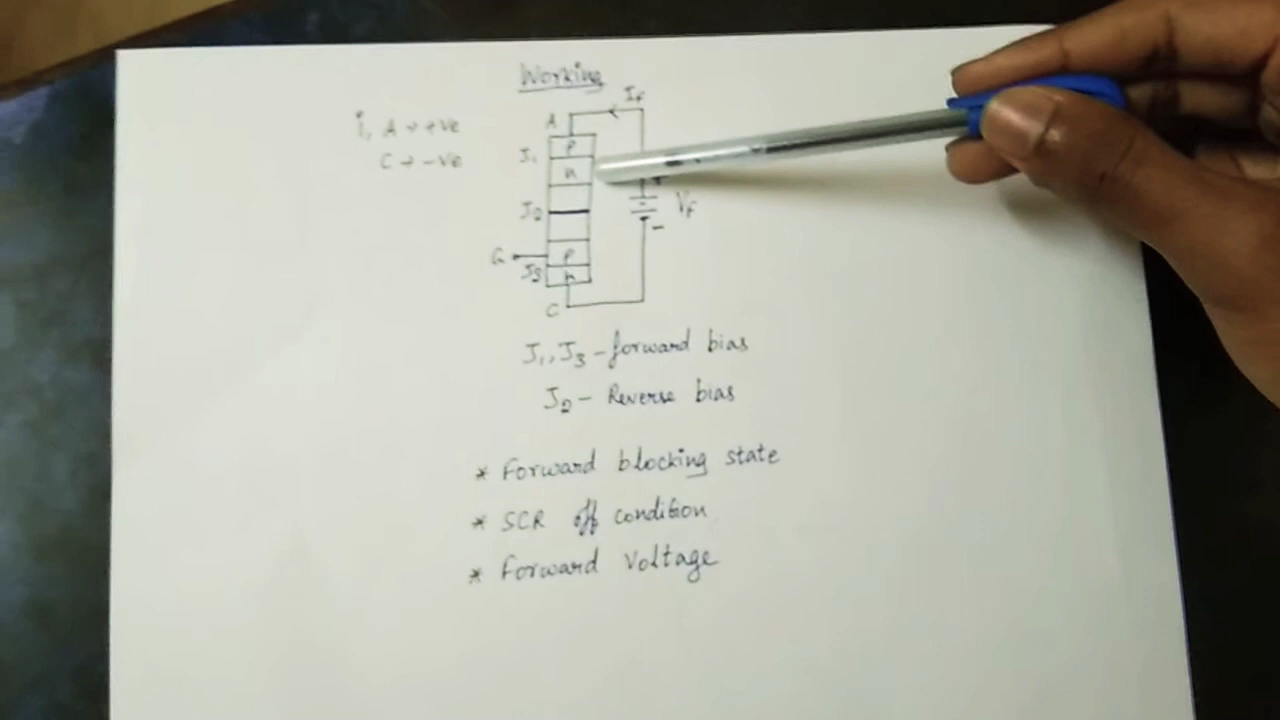 Working
i, A → +ve
C → -ve
If
A
J1
p
n
+
J2
Vf
-
G
p
J3
n
C
J1, J3 - forward bias
J2 - Reverse bias
* Forward blocking state
* SCR off condition
* Forward Voltage